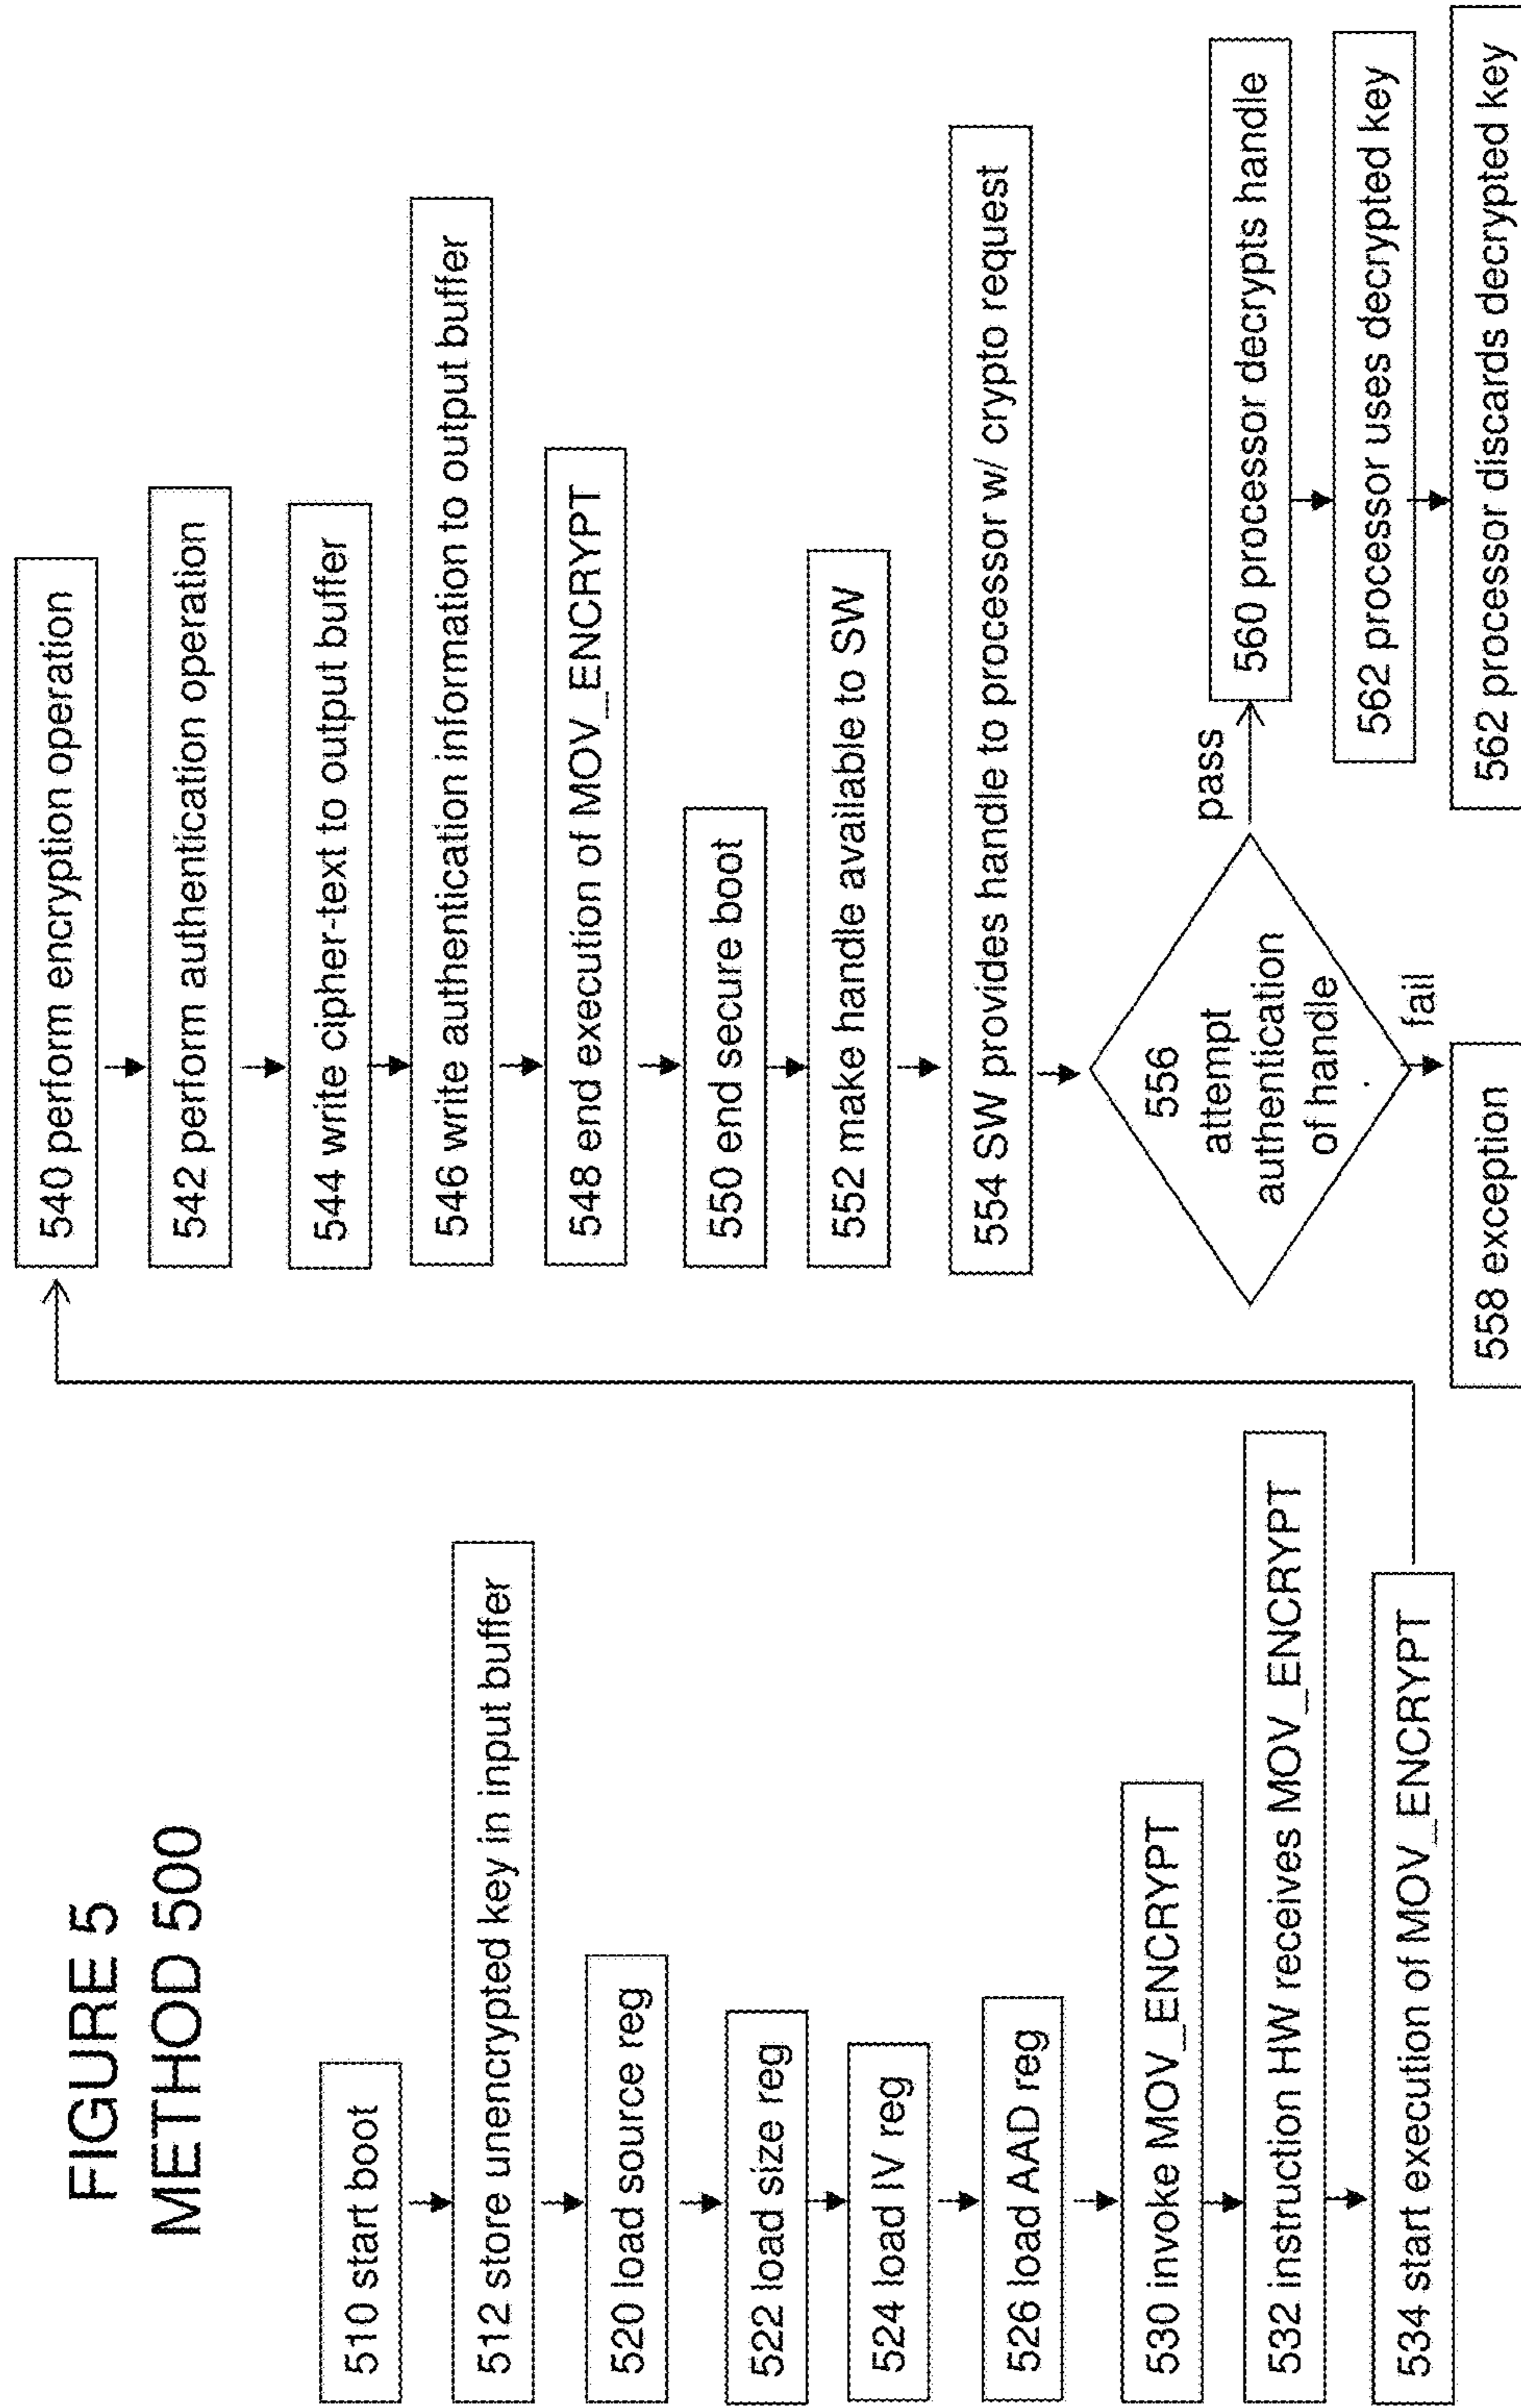 FIGURE 5
METHOD 500
510 start boot
512 store unencrypted key in input buffer
520 load source reg
522 load size reg
524 load IV reg
526 load AAD reg
530 invoke MOV_ENCRYPT
532 instruction HW receives MOV_ENCRYPT
534 start execution of MOV_ENCRYPT
540 perform encryption operation
542 perform authentication operation
544 write cipher-text to output buffer
546 write authentication information to output buffer
548 end execution of MOV_ENCRYPT
550 end secure boot
552 make handle available to SW
554 SW provides handle to processor w/ crypto request
556
attempt
authentication
of handle
fail
558 exception
pass
560 processor decrypts handle
562 processor uses decrypted key
562 processor discards decrypted key